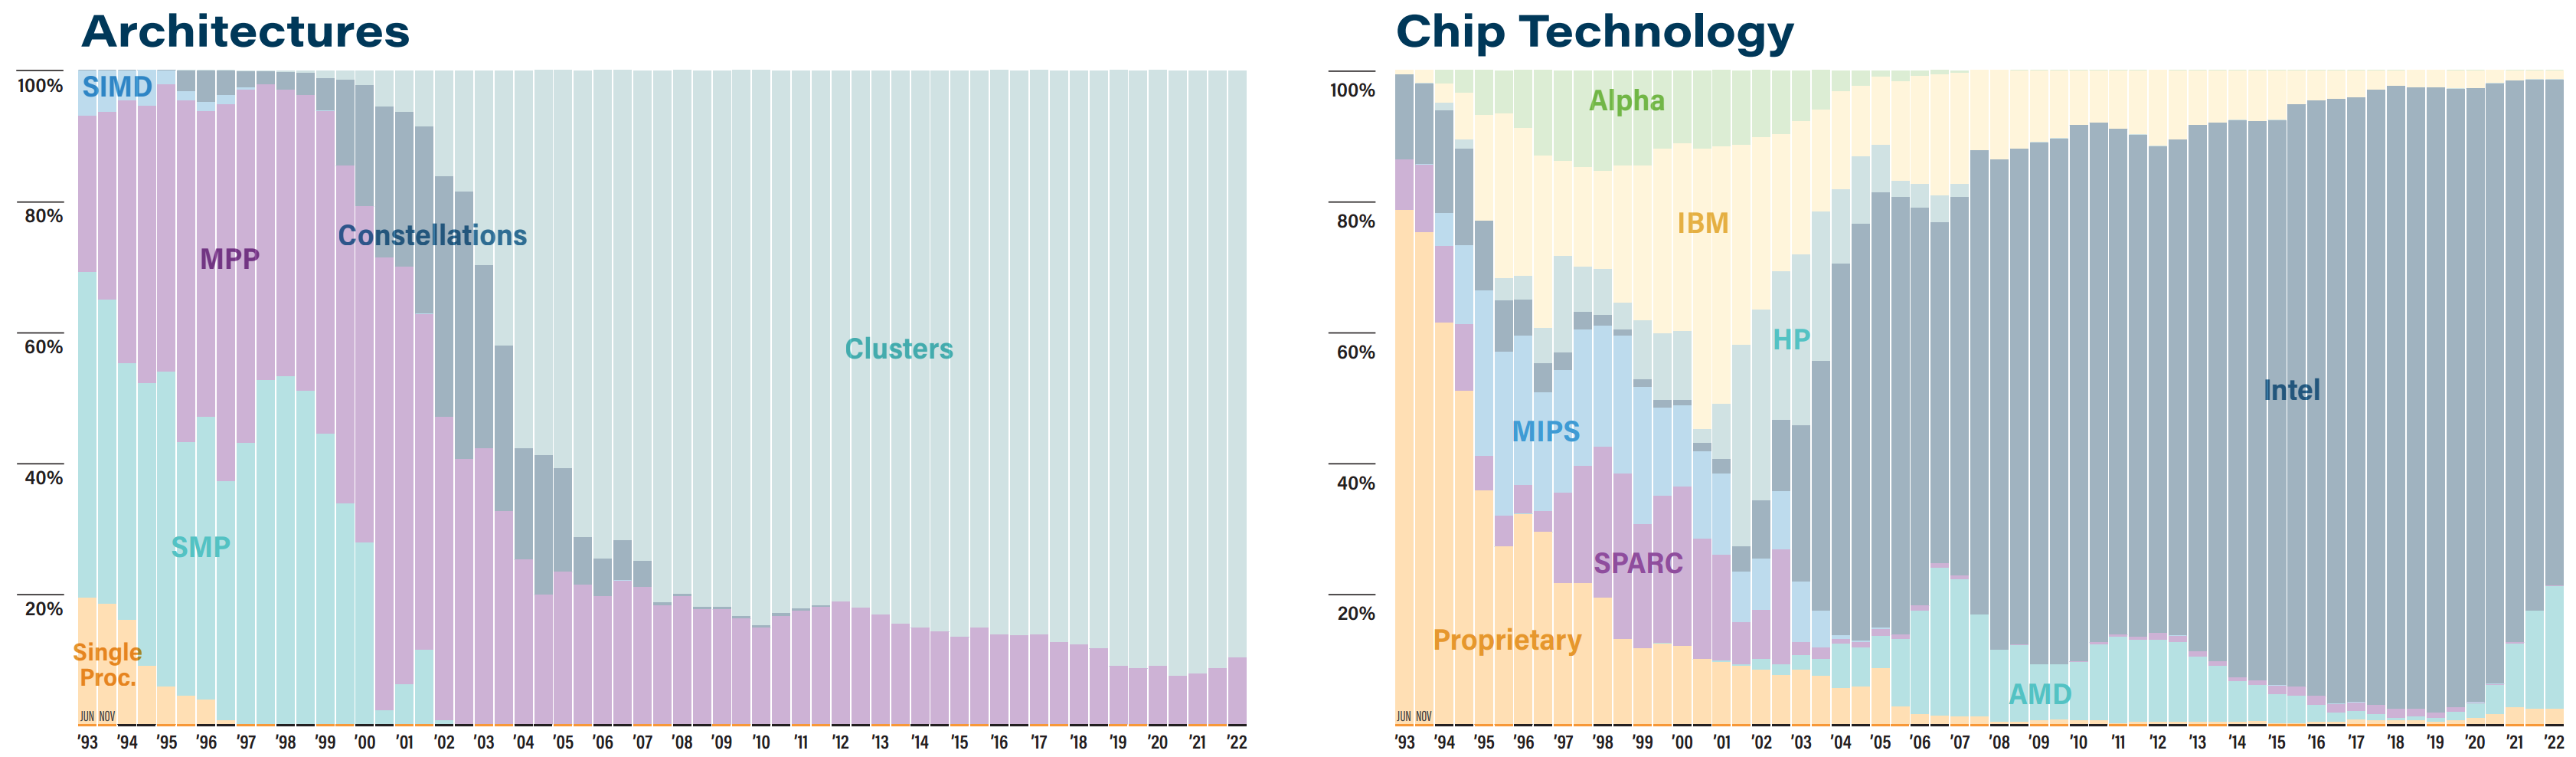 Architectures
100%
80%
60%
40%
20%
SIMD
MPP
Constellations
Clusters
SMP
Single
Proc.
JUN NOV
'93 '94 '95 '96 '97 '98 '99 '00 '01 '02 '03 '04 '05 '06 '07 '08 '09 '10 '11 '12 '13 '14 '15 '16 '17 '18 '19 '20 '21 '22
Chip Technology
100%
80%
60%
40%
20%
Alpha
IBM
HP
Intel
MIPS
SPARC
Proprietary
AMD
JUN NOV
'93 '94 '95 '96 '97 '98 '99 '00 '01 '02 '03 '04 '05 '06 '07 '08 '09 '10 '11 '12 '13 '14 '15 '16 '17 '18 '19 '20 '21 '22